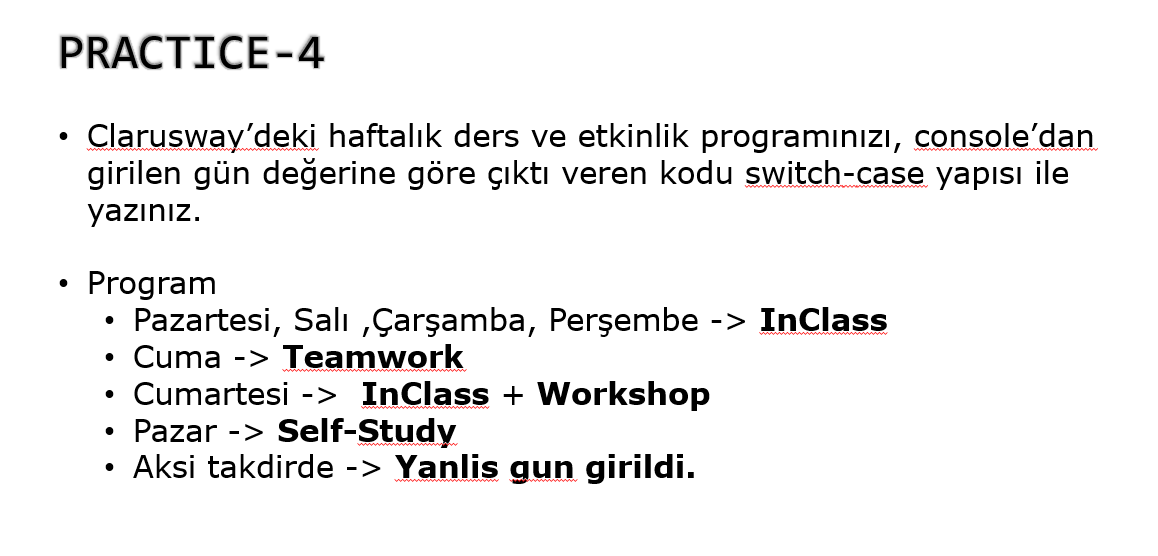 PRACTICE-4
• Clarusway’deki haftalık ders ve etkinlik programınızı, console’dan
girilen gün değerine göre çıktı veren kodu switch-case yapısı ile
yazınız.
• Program
• Pazartesi, Salı ,Çarşamba, Perşembe -> InClass
• Cuma -> Teamwork
• Cumartesi -> InClass + Workshop
• Pazar -> Self-Study
• Aksi takdirde -> Yanlis gun girildi.